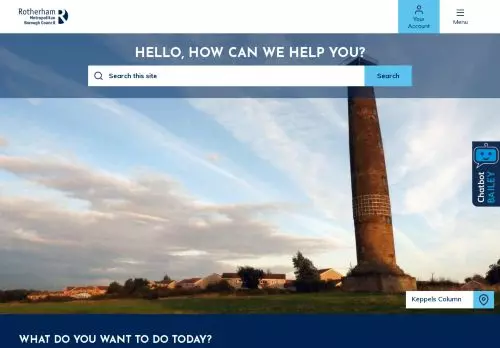 Rotherham
Metropolitan
Borough Council
Your
Account
Menu
HELLO, HOW CAN WE HELP YOU?
Search this site
Search
Chatbot
BAILEY
Keppels Column
WHAT DO YOU WANT TO DO TODAY?